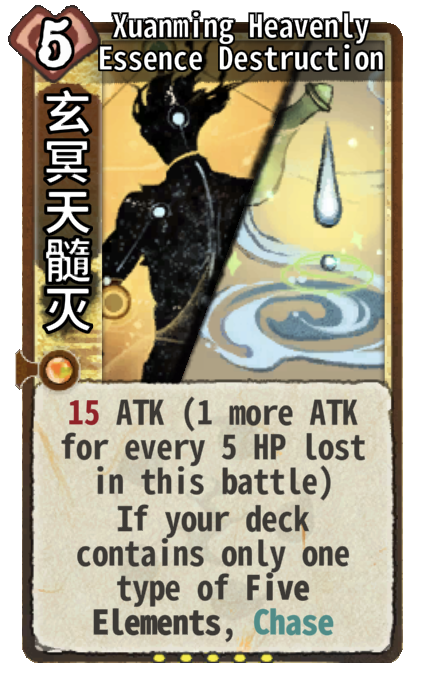 5
Xuanming Heavenly
Essence Destruction
玄冥天髓灭
15 ATK (1 more ATK
for every 5 HP lost
in this battle)
If your deck
contains only one
type of Five
Elements, Chase